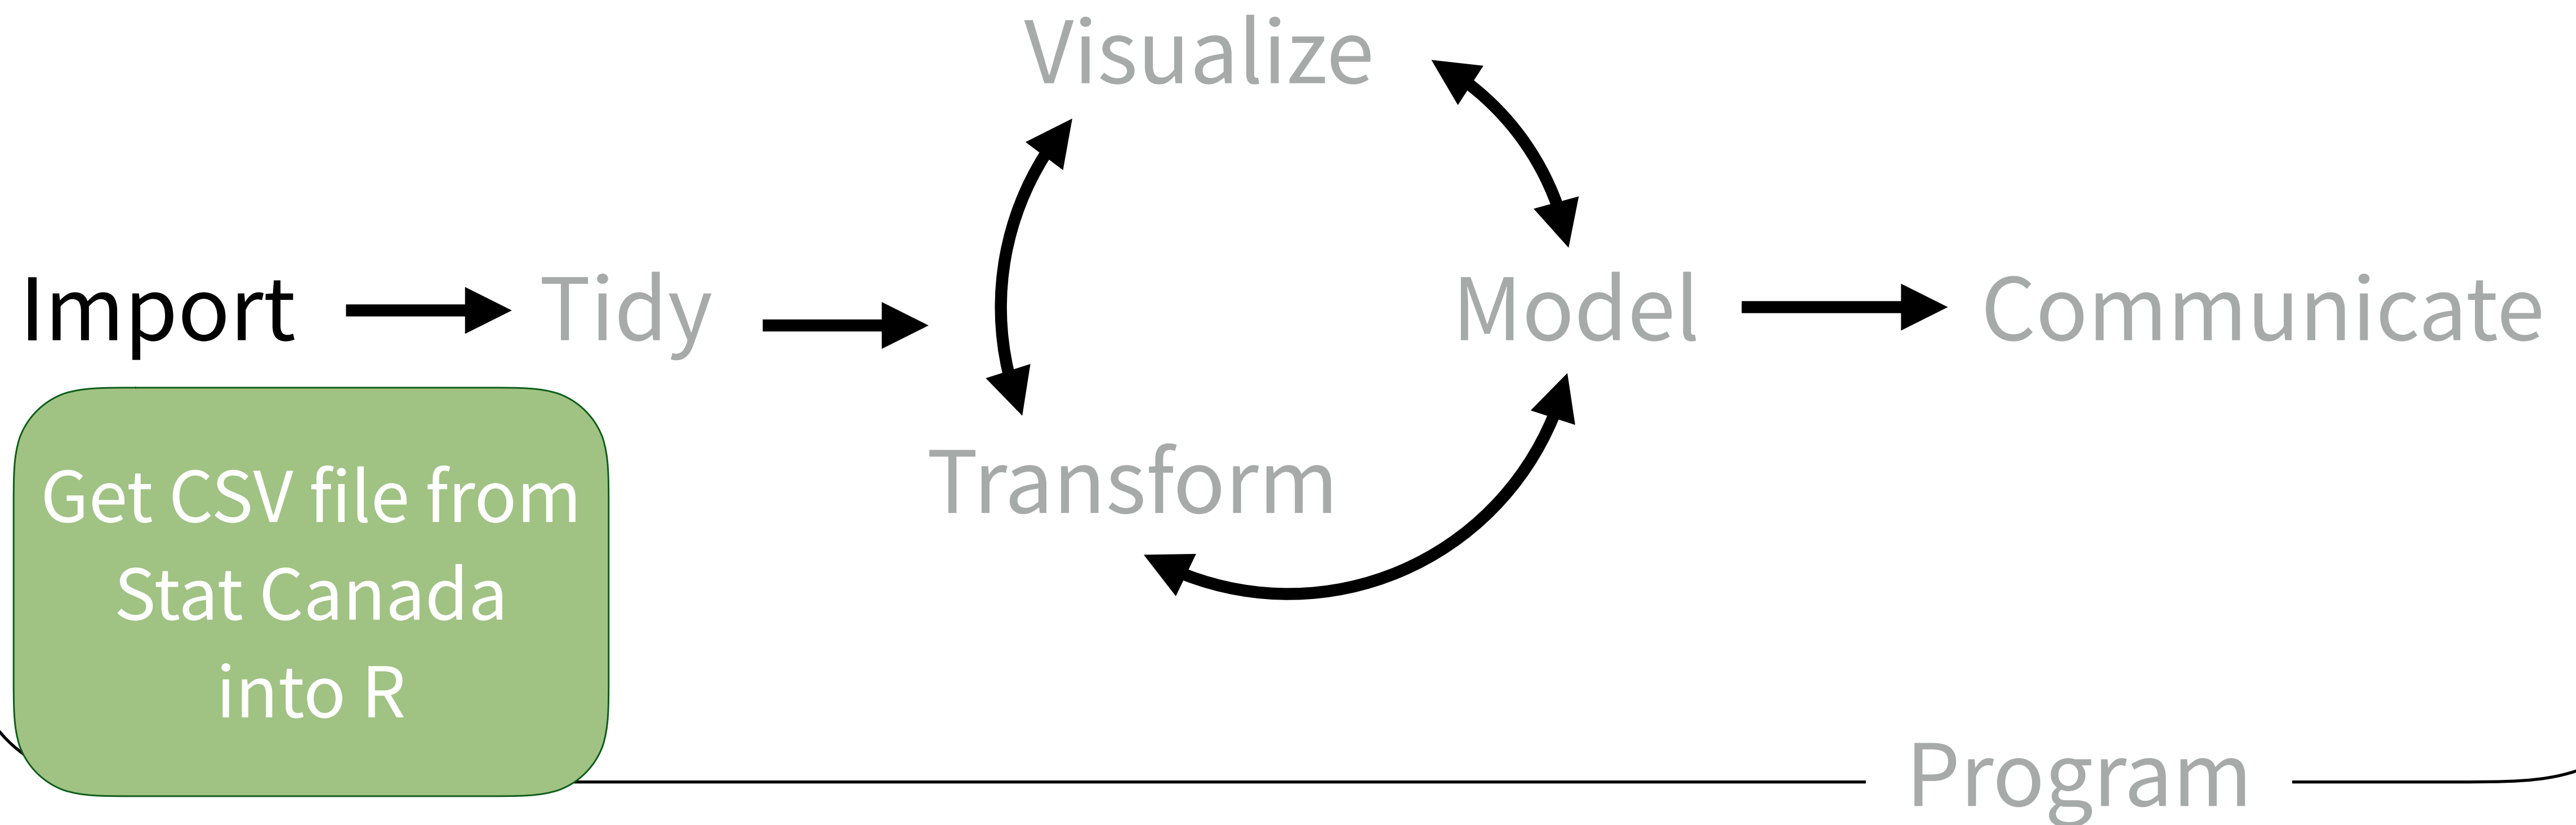 Visualize
Import
Tidy
Model
Communicate
Transform
Get CSV file from
Stat Canada
into R
Program